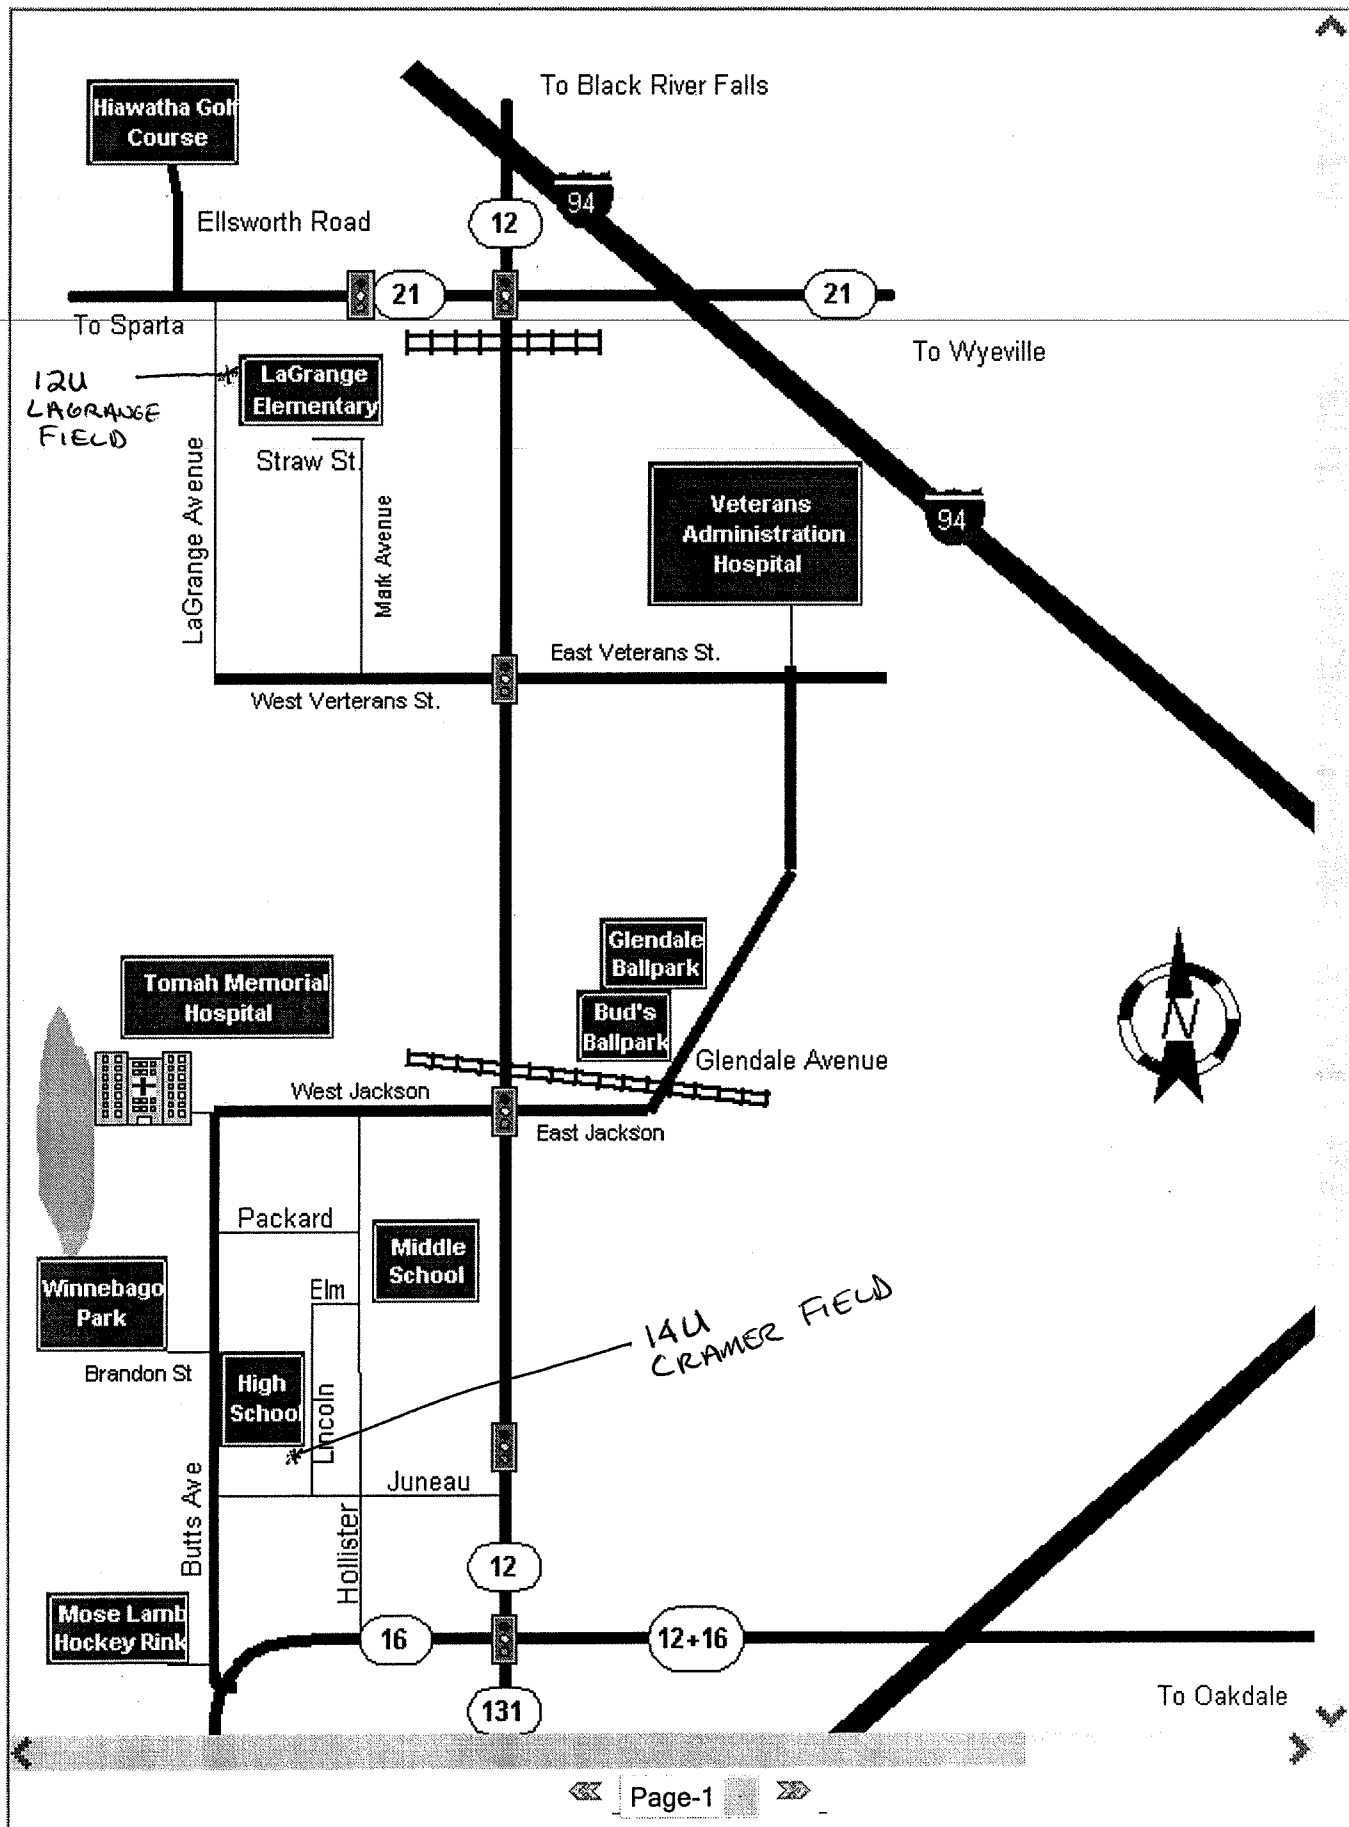 To Black River Falls
Hiawatha Golf
Course
94
Ellsworth Road
12
21
21
To Sparta
To Wyeville
12U
LAGRANGE
FIELD
LaGrange
Elementary
Straw St.
LaGrange Avenue
Mark Avenue
Veterans
Administration
Hospital
94
East Veterans St.
West Verterans St.
Glendale
Ballpark
Bud's
Ballpark
Tomah Memorial
Hospital
Glendale Avenue
West Jackson
East Jackson
Packard
Middle
School
Winnebago
Park
Elm
14U
CRAMER FIELD
Brandon St
High
School
Lincoln
Juneau
Butts Ave
Hollister
12
Mose Lamb
Hockey Rink
16
12+16
131
To Oakdale
N
Page-1